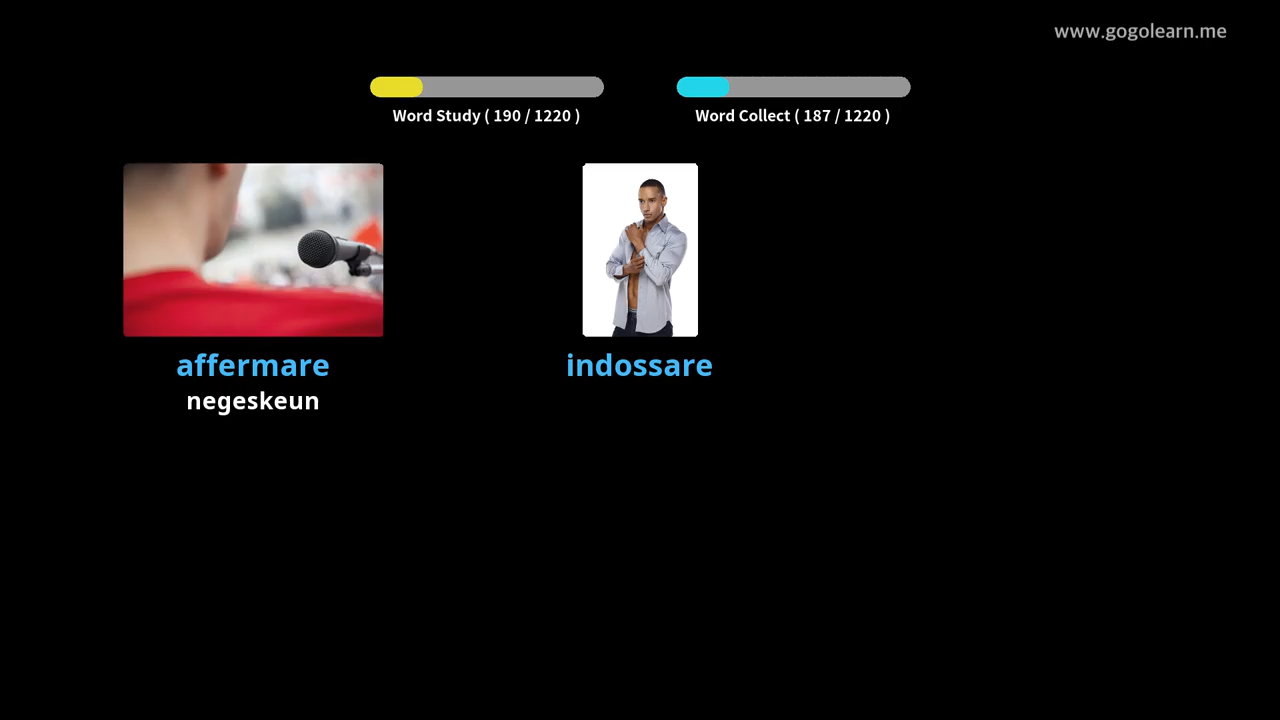 www.gogolearn.me
Word Study ( 190 / 1220 )
Word Collect ( 187 / 1220 )
affermare
indossare
negeskeun